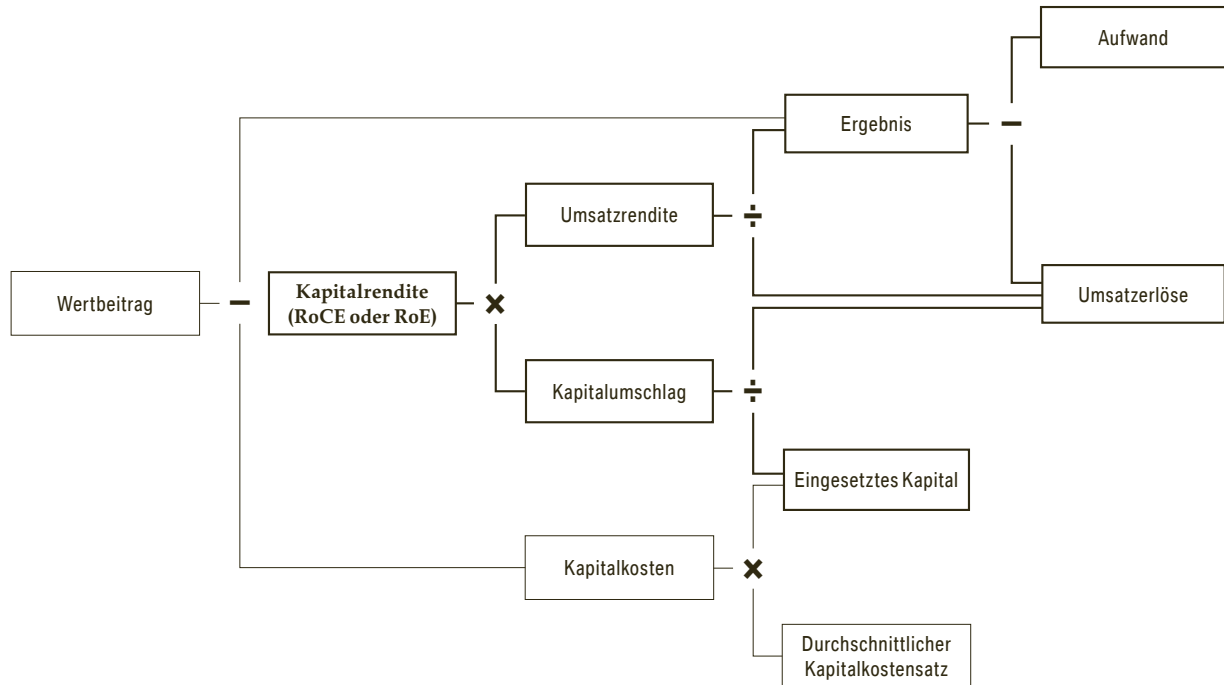 Aufwand
Ergebnis
−
Umsatzrendite
÷
Wertbeitrag
−
Kapitalrendite
(RoCE oder RoE)
×
Umsatzerlöse
Kapitalumschlag
÷
Eingesetztes Kapital
Kapitalkosten
×
Durchschnittlicher
Kapitalkostensatz